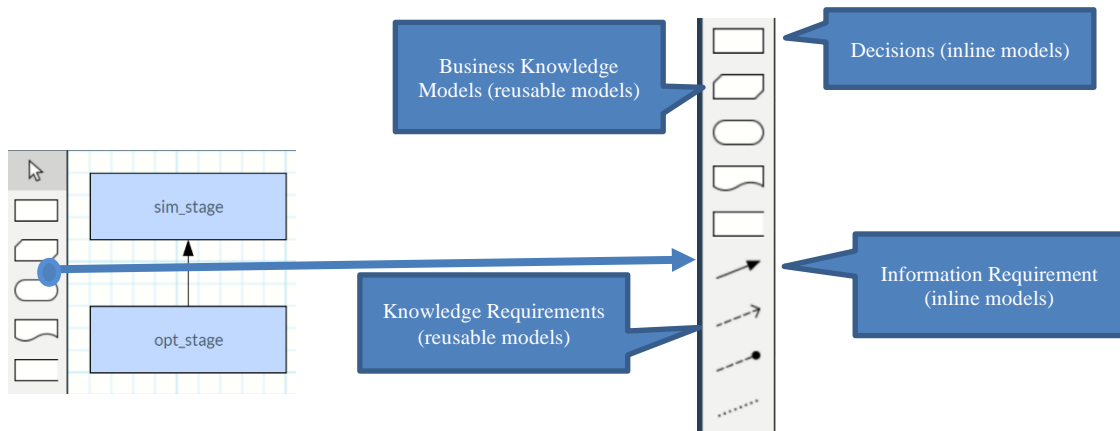 Business Knowledge
Models (reusable models)
Decisions (inline models)
sim_stage
opt_stage
Knowledge Requirements
(reusable models)
Information Requirement
(inline models)